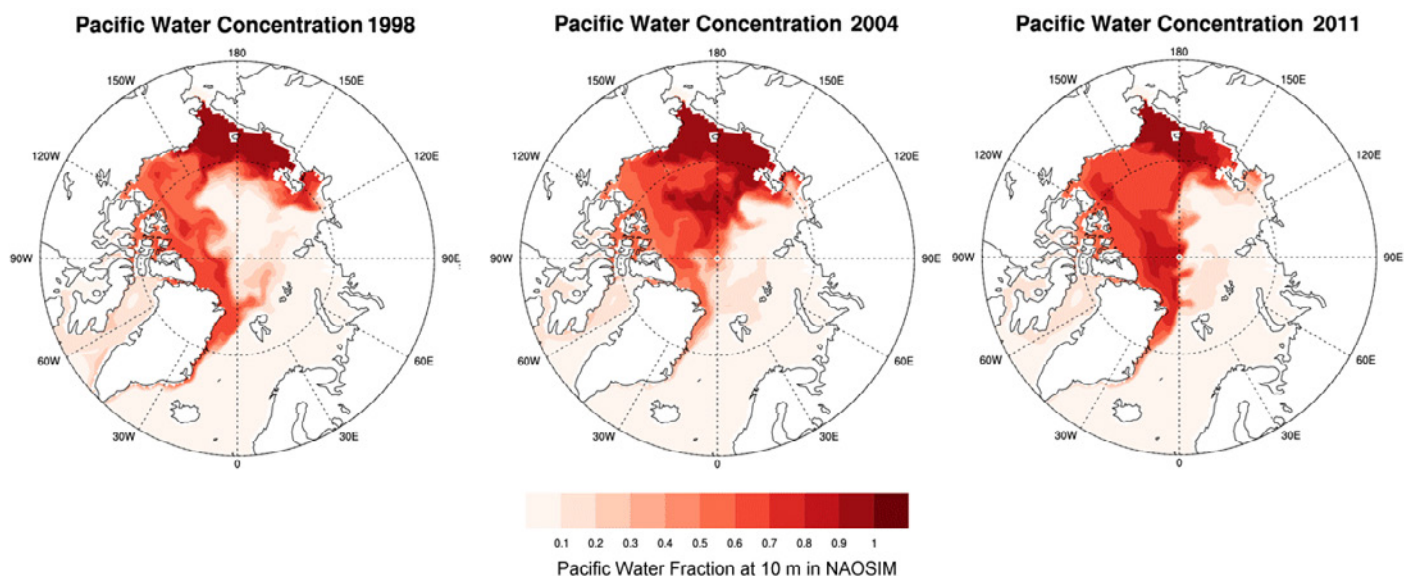 Pacific Water Concentration 1998
180
150W
150E
120W
120E
90W
90E
60W
60E
30W
30E
0
Pacific Water Concentration 2004
180
150W
150E
120W
120E
90W
90E
60W
60E
30W
30E
0
Pacific Water Concentration 2011
180
150W
150E
120W
120E
90W
90E
60W
60E
30W
30E
0
0.1 0.2 0.3 0.4 0.5 0.6 0.7 0.8 0.9 1
Pacific Water Fraction at 10 m in NAOSIM